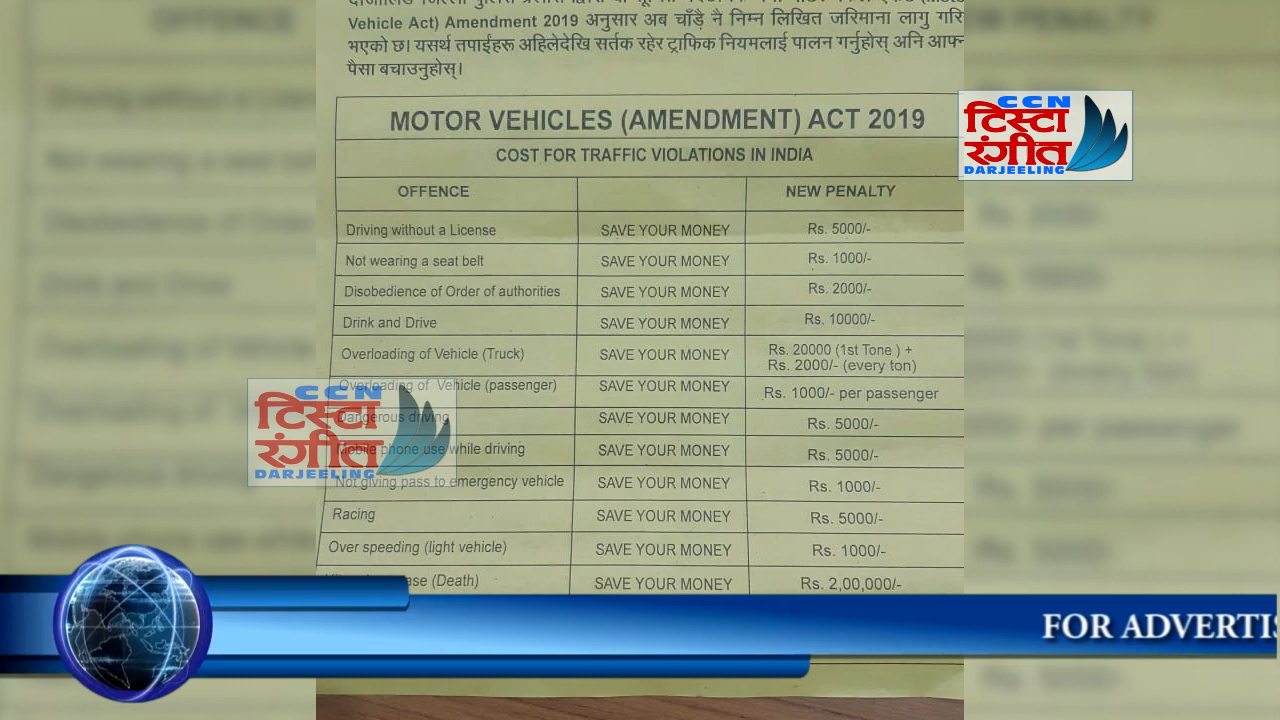 Vehicle Act) Amendment 2019 अनुसार अब चाँड़े नै निम्न लिखित जरिमाना लागु गरि
भएको छ। यसर्थ तपाईंहरू अहिलेदेखि सर्तक रहेर ट्राफिक नियमलाई पालन गर्नुहोस् अनि आफ्न
पैसा बचाउनुहोस्।
MOTOR VEHICLES (AMENDMENT) ACT 2019
COST FOR TRAFFIC VIOLATIONS IN INDIA
OFFENCE NEW PENALTY
Driving without a License SAVE YOUR MONEY Rs. 5000/-
Not wearing a seat belt SAVE YOUR MONEY Rs. 1000/-
Disobedience of Order of authorities SAVE YOUR MONEY Rs. 2000/-
Drink and Drive SAVE YOUR MONEY Rs. 10000/-
Overloading of Vehicle (Truck) SAVE YOUR MONEY Rs. 20000 (1st Tone ) +
Rs. 2000/- (every ton)
Overloading of Vehicle (passenger) SAVE YOUR MONEY Rs. 1000/- per passenger
Dangerous driving SAVE YOUR MONEY Rs. 5000/-
Mobile phone use while driving SAVE YOUR MONEY Rs. 5000/-
Not giving pass to emergency vehicle SAVE YOUR MONEY Rs. 1000/-
Racing SAVE YOUR MONEY Rs. 5000/-
Over speeding (light vehicle) SAVE YOUR MONEY Rs. 1000/-
(Death) SAVE YOUR MONEY Rs. 2,00,000/-
CCN
टिस्टा
रंगीत
DARJEELING
CCN
टिस्टा
रंगीत
DARJEELING
FOR ADVERTIS